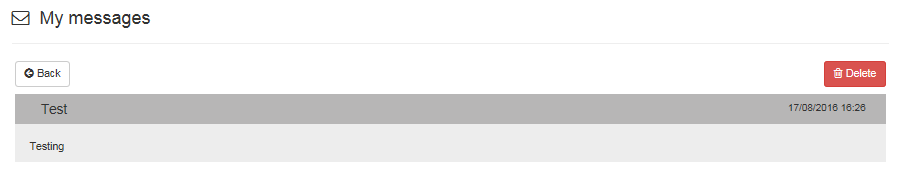 My messages
Back
Delete
Test
17/08/2016 16:26
Testing